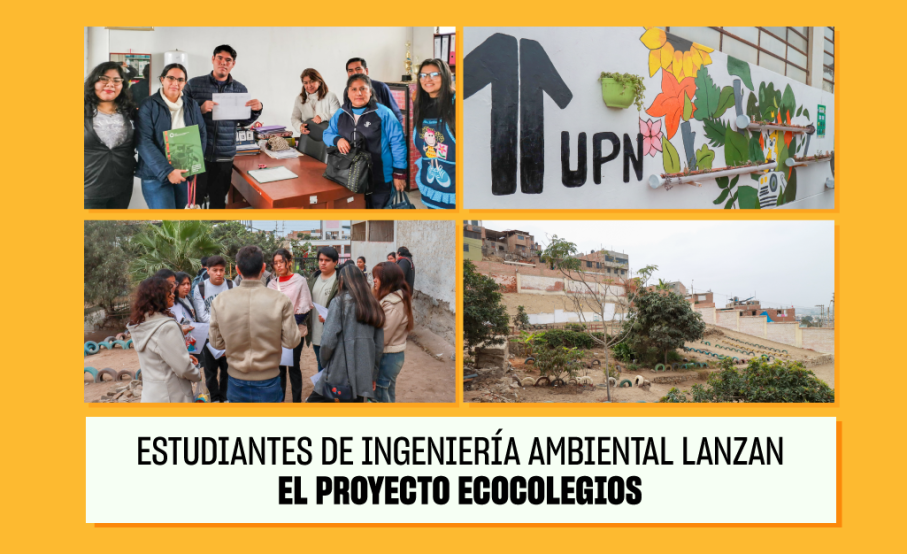 UPN
ESTUDIANTES DE INGENIERÍA AMBIENTAL LANZAN
EL PROYECTO ECOCOLEGIOS